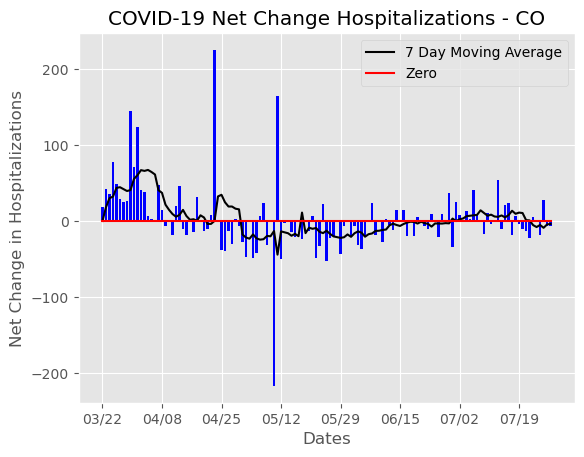 COVID-19 Net Change Hospitalizations - CO
7 Day Moving Average
Zero
Net Change in Hospitalizations
200
100
0
−100
−200
03/22 04/08 04/25 05/12 05/29 06/15 07/02 07/19
Dates